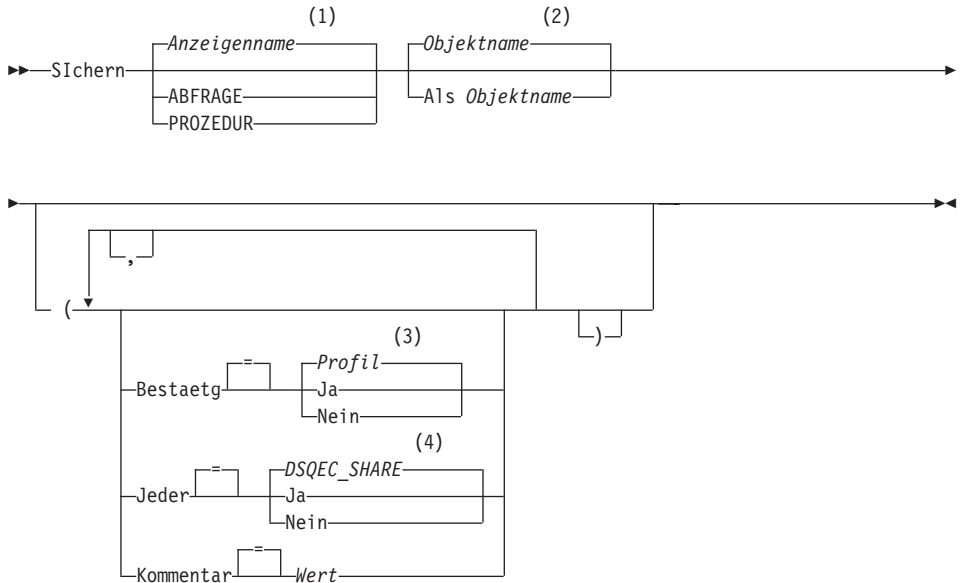 (1) (2)
Anzeigenname Objektname
SIchern
ABFRAGE Als Objektname
PROZEDUR
,
( )
(3)
= Profil
Bestaetg Ja
Nein
(4)
= DSQEC_SHARE
Jeder Ja
Nein
=
Kommentar Wert